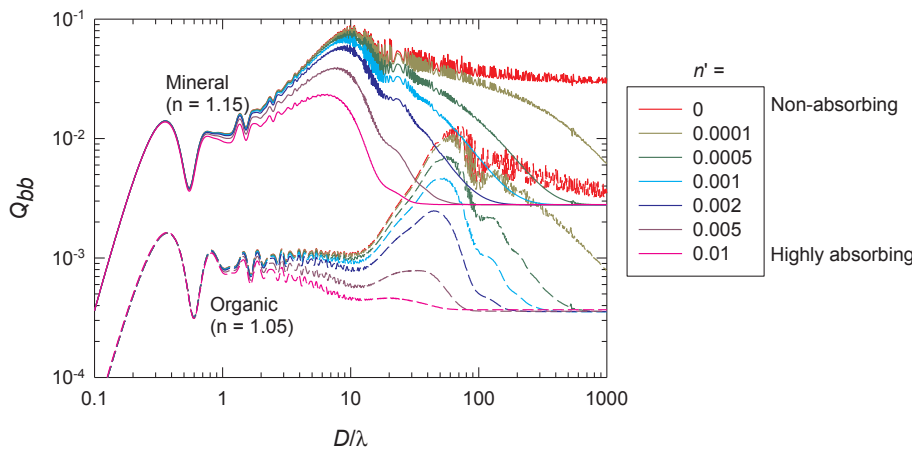 10-1
10-2
10-3
10-4
Qbb
Mineral
(n = 1.15)
Organic
(n = 1.05)
0.1
1
10
100
1000
D/λ
n' =
0
0.0001
0.0005
0.001
0.002
0.005
0.01
Non-absorbing
Highly absorbing